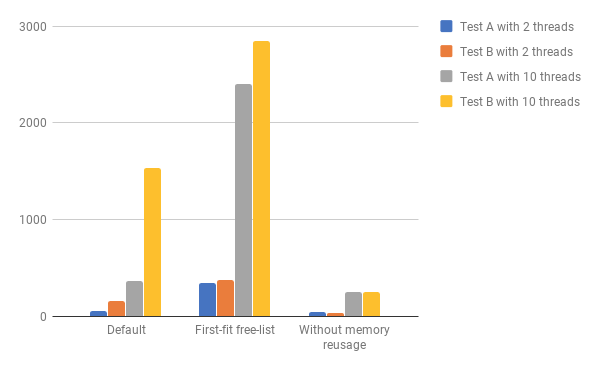 3000
2000
1000
0
Default
First-fit free-list
Without memory
reusage
Test A with 2 threads
Test B with 2 threads
Test A with 10 threads
Test B with 10 threads